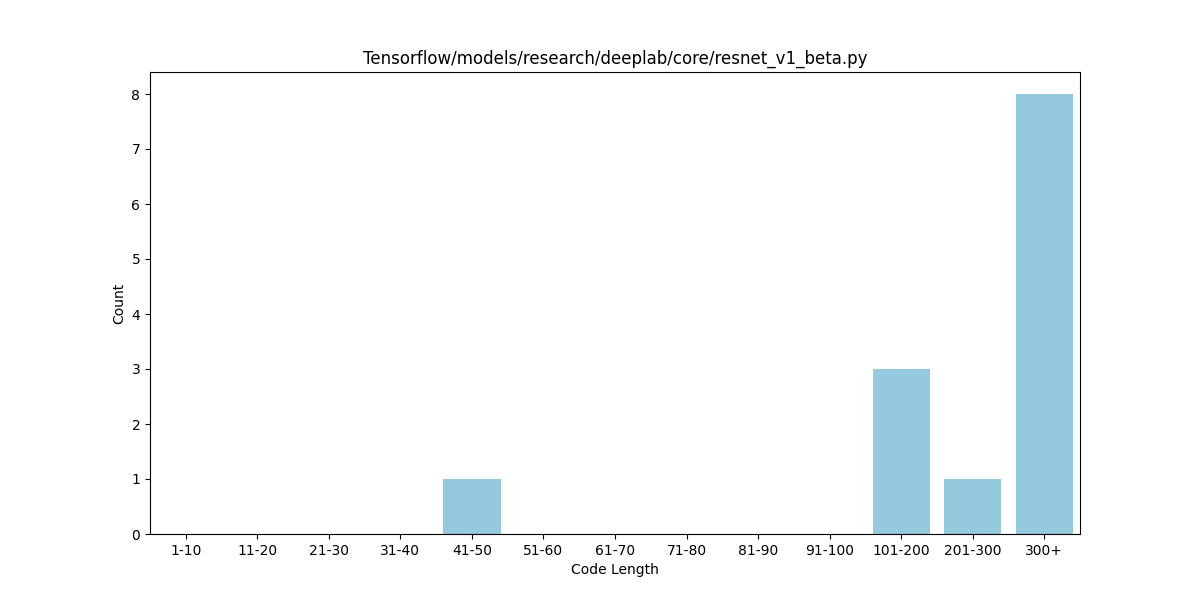 Tensorflow/models/research/deeplab/core/resnet_v1_beta.py
8
7
6
5
4
3
2
1
0
Count
1-10 11-20 21-30 31-40 41-50 51-60 61-70 71-80 81-90 91-100 101-200 201-300 300+
Code Length